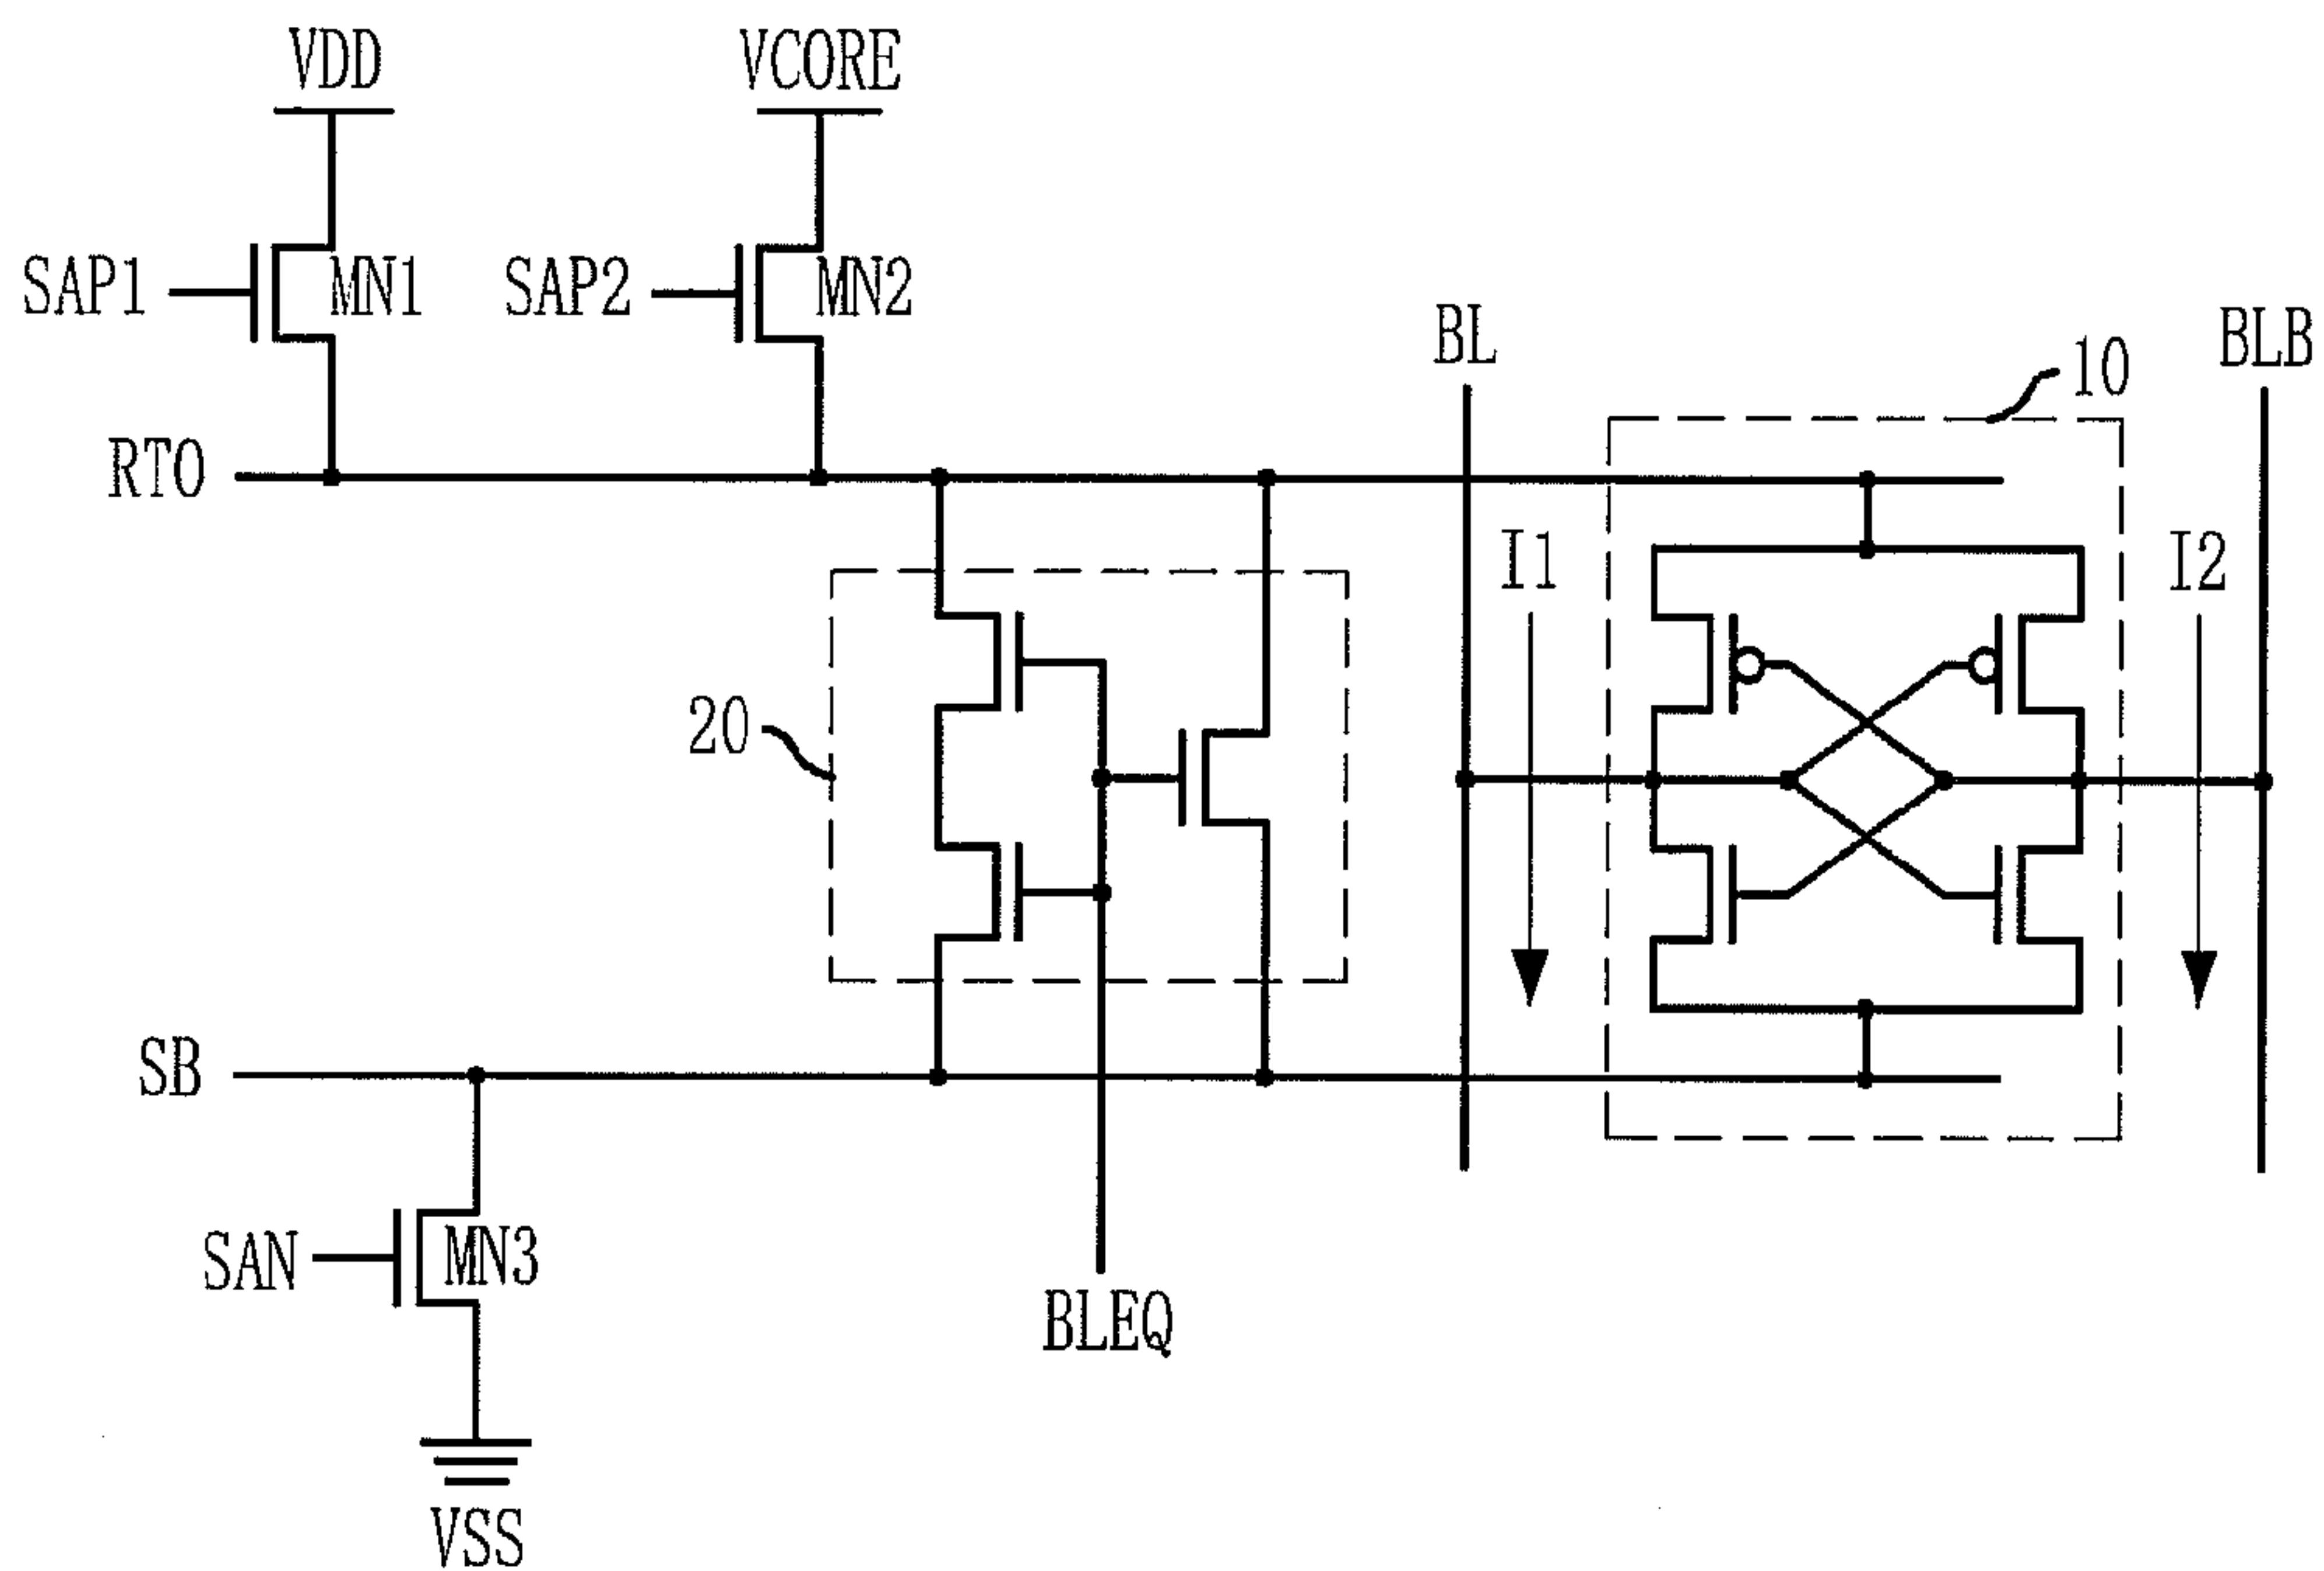 VDD
VCORE
SAP1
MN1
SAP2
MN2
BL
BLB
10
RTO
I1
I2
20
SB
SAN
MN3
BLEQ
VSS